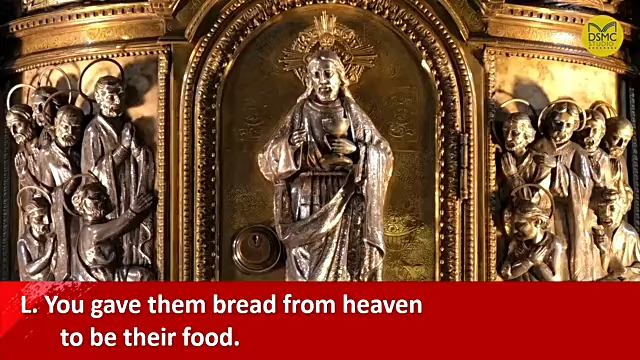 DSMC
STUDIO
L. You gave them bread from heaven
to be their food.